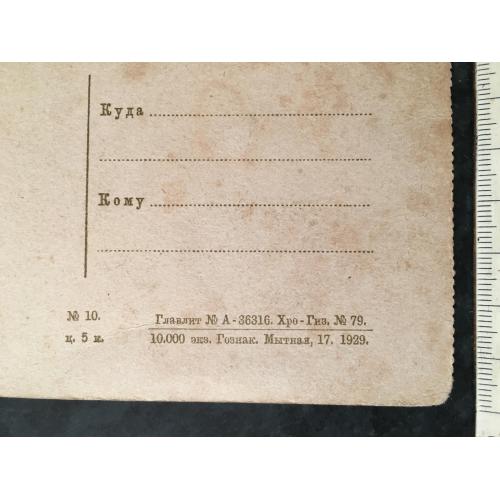 Куда
Кому
№ 10.
ц. 5 к.
Главлит № А-36316. Хро-Гиз, № 79.
10.000 экз. Гознак. Мытная, 17. 1929.